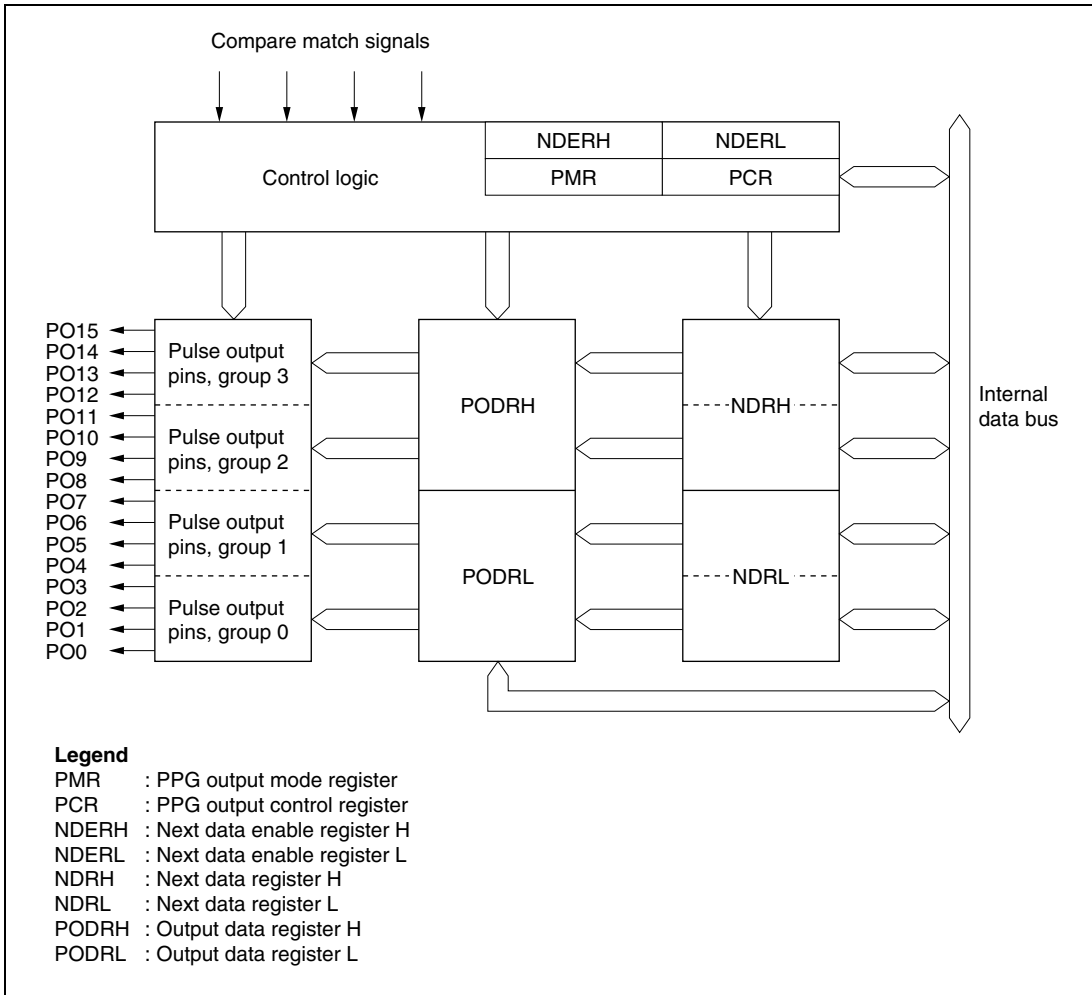 Compare match signals
NDERH NDERL
Control logic PMR PCR
PO15
PO14
PO13
PO12
PO11
PO10
PO9
PO8
PO7
PO6
PO5
PO4
PO3
PO2
PO1
PO0
Pulse output
pins, group 3
Pulse output
pins, group 2
Pulse output
pins, group 1
Pulse output
pins, group 0
PODRH
PODRL
NDRH
NDRL
Internal
data bus
Legend
PMR : PPG output mode register
PCR : PPG output control register
NDERH : Next data enable register H
NDERL : Next data enable register L
NDRH : Next data register H
NDRL : Next data register L
PODRH : Output data register H
PODRL : Output data register L